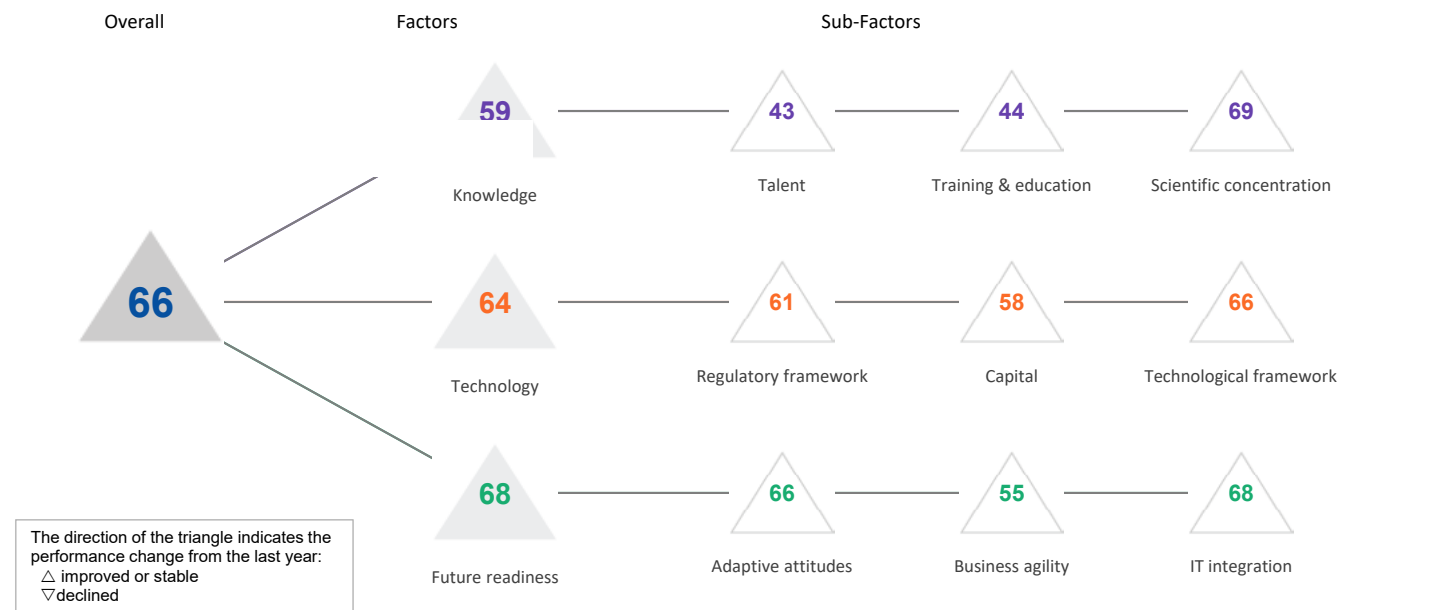 Overall Factors Sub-Factors
59 43 44 69
Knowledge Talent Training & education Scientific concentration
66 64 61 58 66
Technology Regulatory framework Capital Technological framework
68 66 55 68
Future readiness Adaptive attitudes Business agility IT integration
The direction of the triangle indicates the
performance change from the last year:
△ improved or stable
▽declined